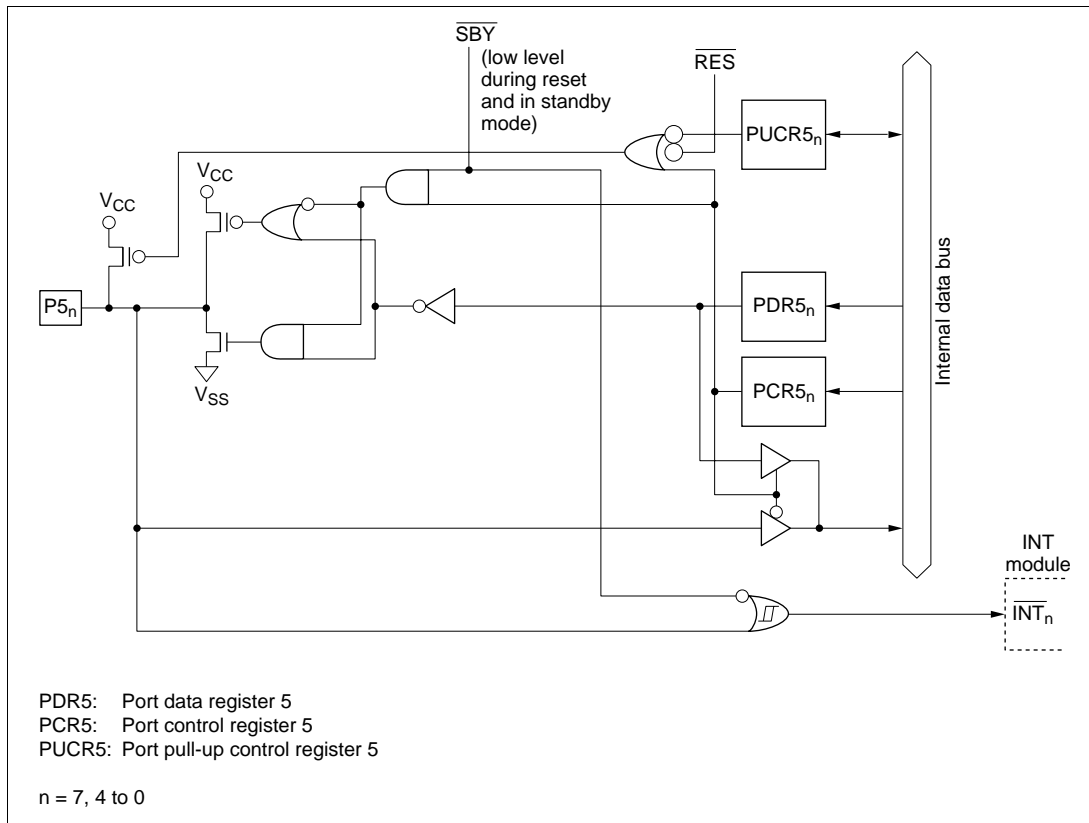 SBY
(low level
during reset
and in standby
mode)
RES
PUCR5n
VCC
VCC
P5n
VSS
PDR5n
PCR5n
Internal data bus
INT
module
INTn
PDR5: Port data register 5
PCR5: Port control register 5
PUCR5: Port pull-up control register 5
n = 7, 4 to 0